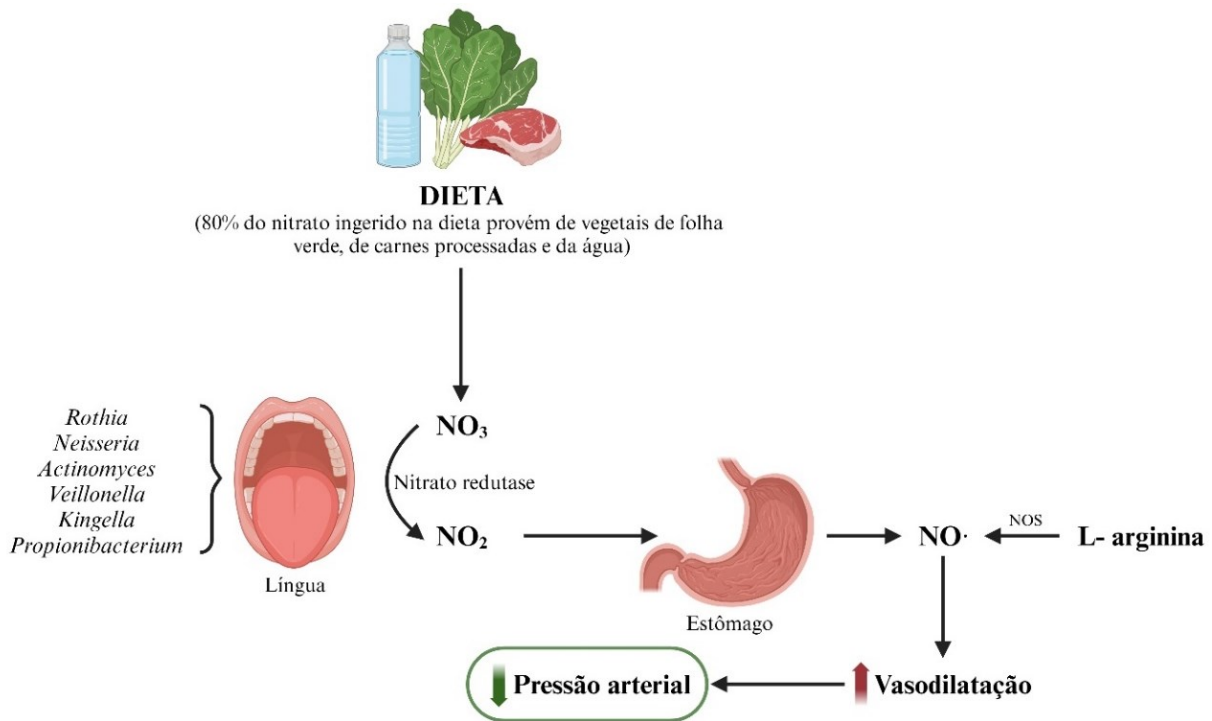 DIETA
(80% do nitrato ingerido na dieta provém de vegetais de folha
verde, de carnes processadas e da água)
Rothia
Neisseria
Actinomyces
Veillonella
Kingella
Propionibacterium
Língua
NO₃
Nitrato redutase
NO₂
Estômago
NO·
NOS
L- arginina
Pressão arterial
Vasodilatação